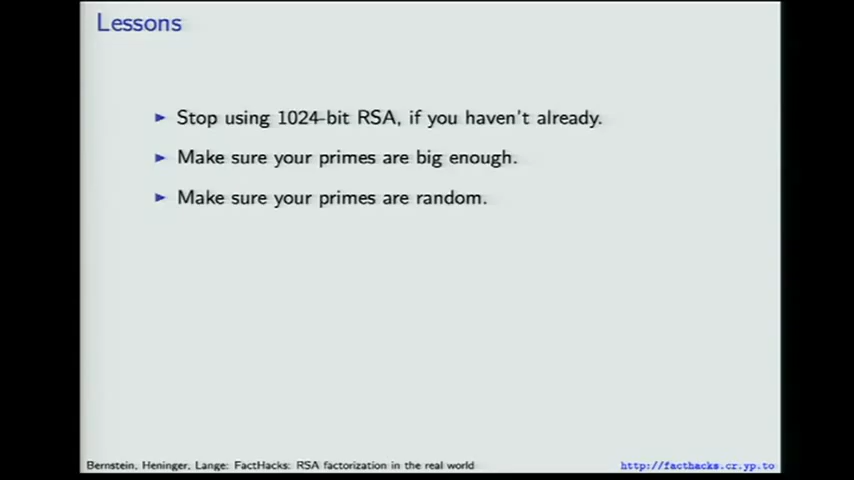 Lessons
Stop using 1024-bit RSA, if you haven't already.
Make sure your primes are big enough.
Make sure your primes are random.
Bernstein, Heninger, Lange: FactHacks: RSA factorization in the real world
http://facthacks.cr.yp.to